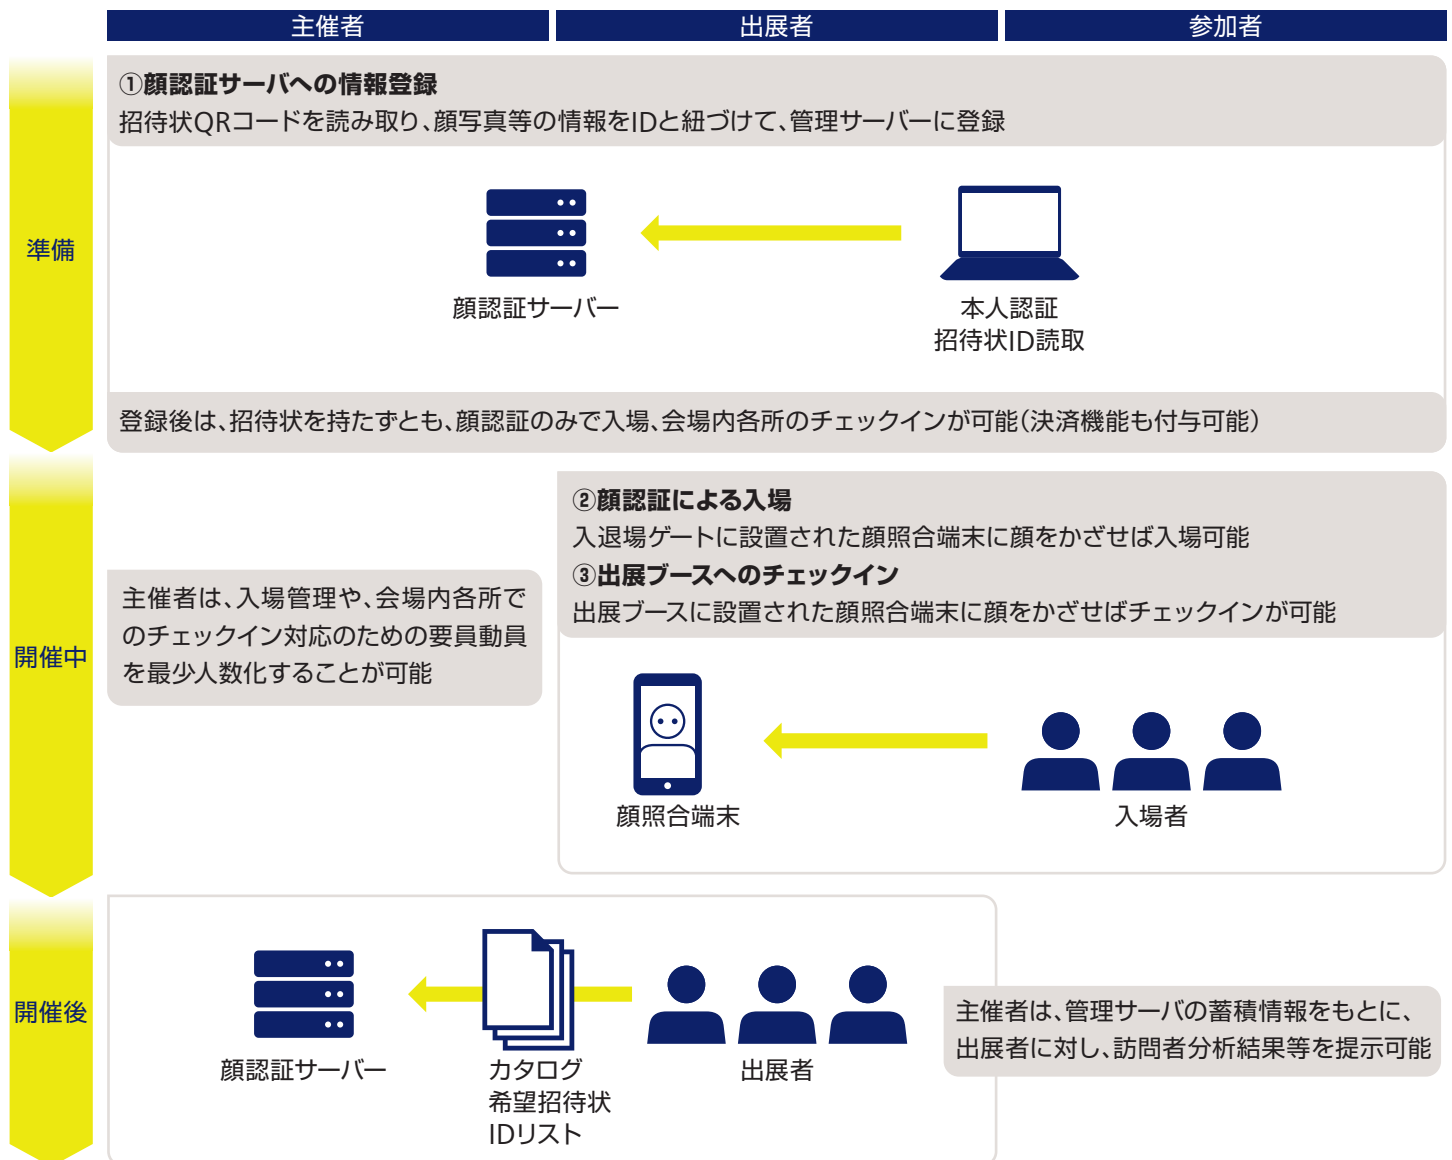 主催者
出展者
参加者
準備
①顔認証サーバへの情報登録
招待状QRコードを読み取り、顔写真等の情報をIDと紐づけて、管理サーバーに登録
顔認証サーバー
本人認証
招待状ID読取
登録後は、招待状を持たずとも、顔認証のみで入場、会場内各所のチェックインが可能（決済機能も付与可能）
開催中
主催者は、入場管理や、会場内各所で
のチェックイン対応のための要員動員
を最少人数化することが可能
②顔認証による入場
入退場ゲートに設置された顔照合端末に顔をかざせば入場可能
③出展ブースへのチェックイン
出展ブースに設置された顔照合端末に顔をかざせばチェックインが可能
顔照合端末
入場者
開催後
顔認証サーバー
カタログ
希望招待状
IDリスト
出展者
主催者は、管理サーバの蓄積情報をもとに、
出展者に対し、訪問者分析結果等を提示可能